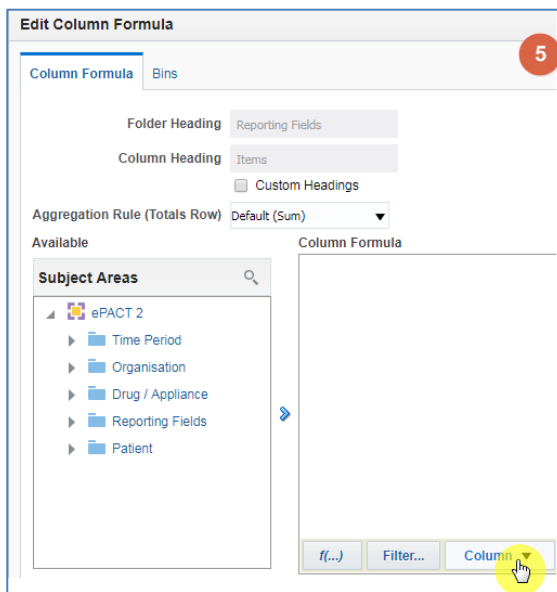 Edit Column Formula
5
Column Formula Bins
Folder Heading Reporting Fields
Column Heading Items
Custom Headings
Aggregation Rule (Totals Row) Default (Sum)
Available Column Formula
Subject Areas
ePACT 2
Time Period
Organisation
Drug / Appliance
Reporting Fields
Patient
f(...) Filter... Column